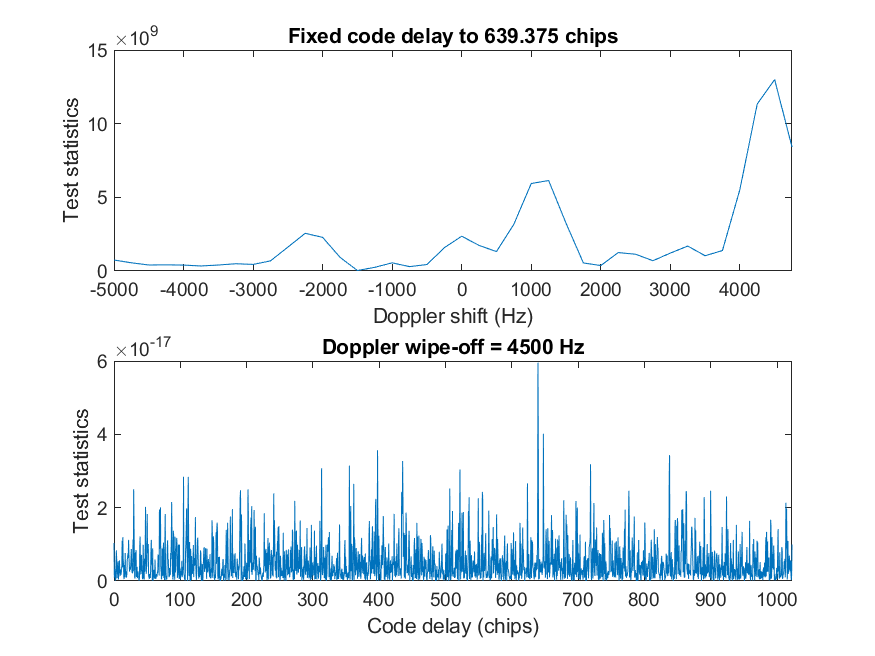 ×10^9
Fixed code delay to 639.375 chips
15
10
5
0
Test statistics
-5000 -4000 -3000 -2000 -1000 0 1000 2000 3000 4000
Doppler shift (Hz)
×10^-17
Doppler wipe-off = 4500 Hz
6
4
2
0
Test statistics
0 100 200 300 400 500 600 700 800 900 1000
Code delay (chips)